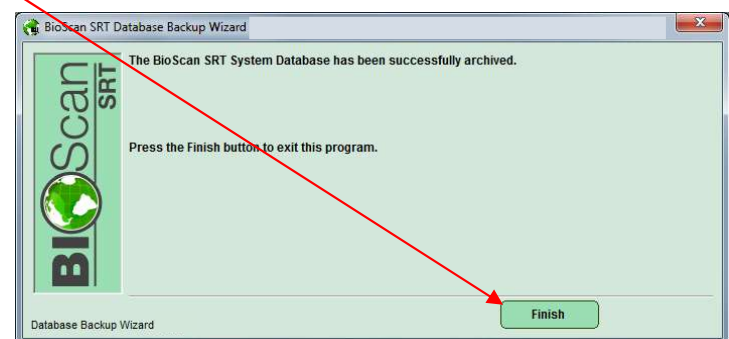 BioScan SRT Database Backup Wizard
The BioScan SRT System Database has been successfully archived.
Press the Finish button to exit this program.
BIOScan
SRT
Finish
Database Backup Wizard